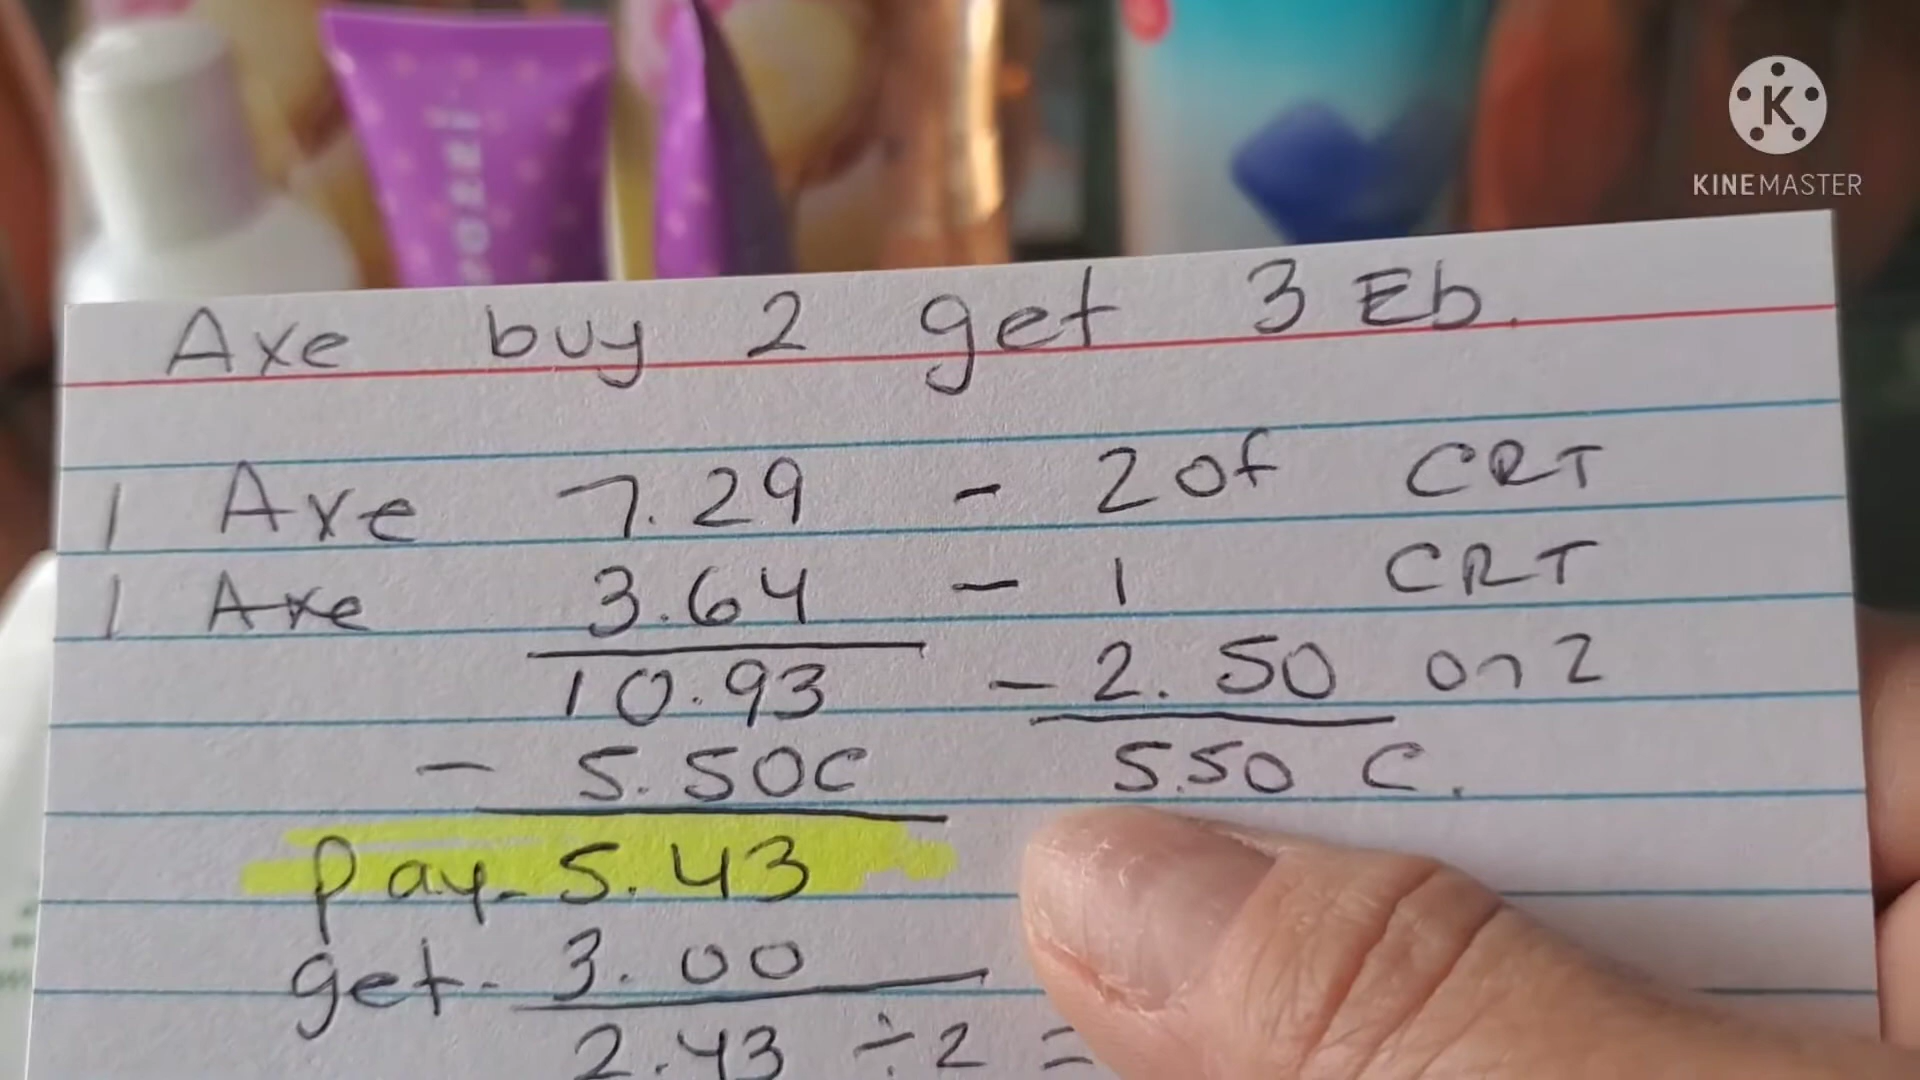 K
KINEMASTER
Axe buy 2 get 3 Eb.
1 Axe 7.29 - 2 of CRT
1 Axe 3.64 - 1 CRT
10.93 - 2.50 on 2
- 5.50C 5.50 C.
pay- 5.43
get- 3.00
2.43 ÷ 2 =